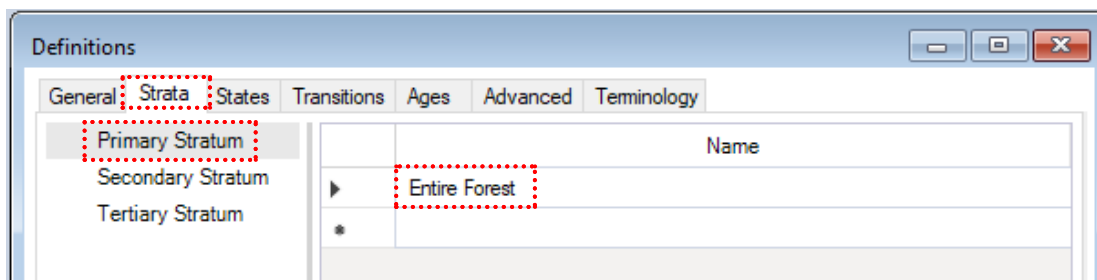 Definitions
General Strata States Transitions Ages Advanced Terminology
Primary Stratum
Secondary Stratum
Tertiary Stratum
Name
Entire Forest